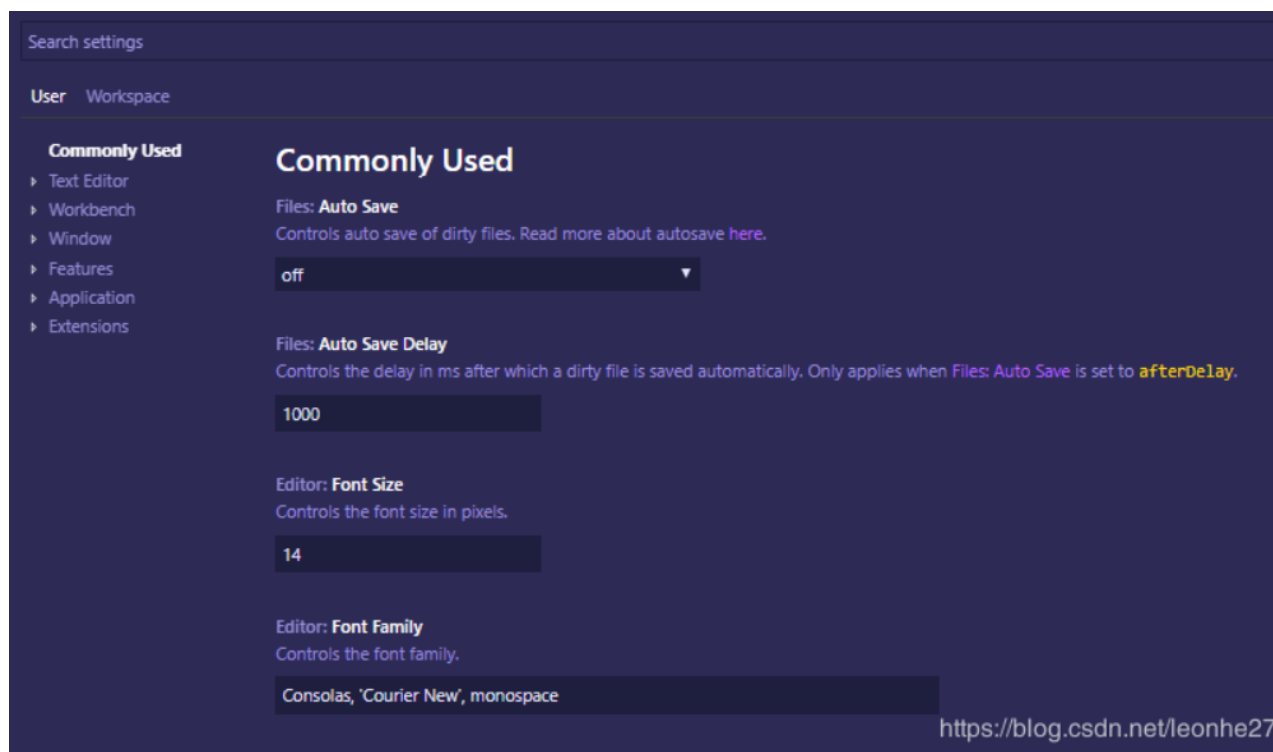 Search settings
User Workspace
Commonly Used
Text Editor
Workbench
Window
Features
Application
Extensions
Commonly Used
Files: Auto Save
Controls auto save of dirty files. Read more about autosave here.
off
Files: Auto Save Delay
Controls the delay in ms after which a dirty file is saved automatically. Only applies when Files: Auto Save is set to afterDelay.
1000
Editor: Font Size
Controls the font size in pixels.
14
Editor: Font Family
Controls the font family.
Consolas, 'Courier New', monospace
https://blog.csdn.net/leonhe27